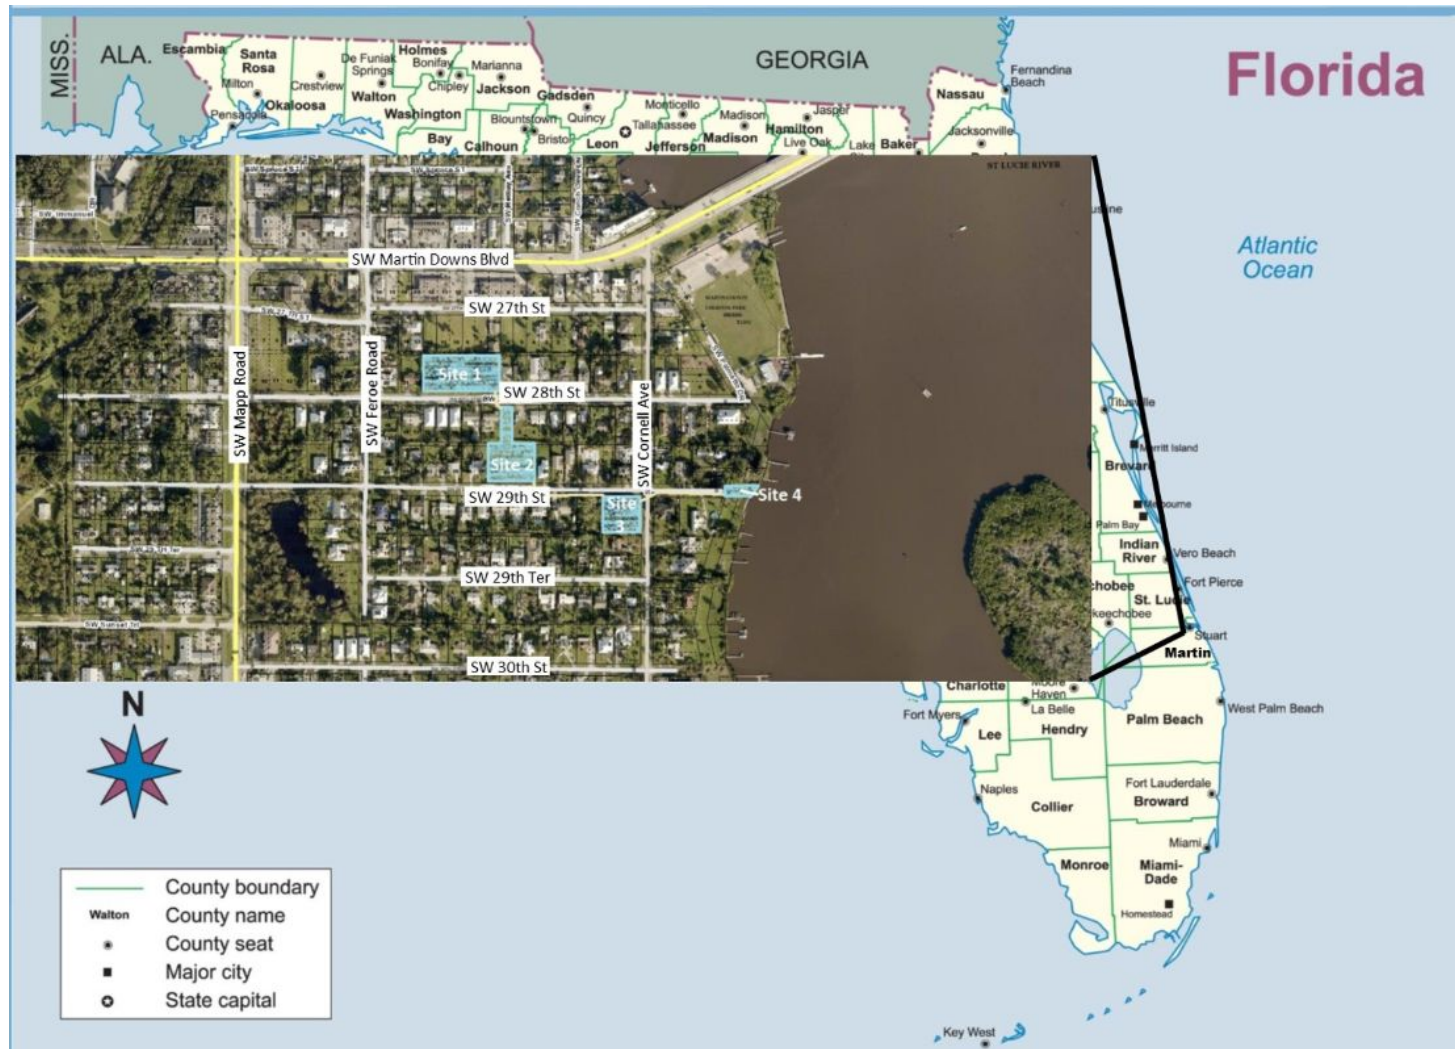 MISS.
ALA.
GEORGIA
Florida
Escambia
Santa
Rosa
Milton
Pensacola
Okaloosa
Crestview
De Funiak
Springs
Walton
Holmes
Bonifay
Chipley
Washington
Marianna
Jackson
Bay
Calhoun
Blountstown
Bristol
Gadsden
Quincy
Leon
Tallahassee
Monticello
Jefferson
Madison
Madison
Jasper
Hamilton
Live Oak
Lake
Baker
Nassau
Fernandina
Beach
Jacksonville
ustine
Atlantic
Ocean
ST LUCIE RIVER
SW Martin Downs Blvd
SW 27th St
SW Mapp Road
SW Feroe Road
SW Cornell Ave
Site 1
SW 28th St
Site 2
SW 29th St
Site
Site 4
SW 29th Ter
SW 30th St
Titusville
Merritt Island
Brevard
Melbourne
Palm Bay
Indian
River
Vero Beach
chobee
keechobee
St. Lucie
Fort Pierce
Stuart
Martin
Charlotte
Moore
Haven
La Belle
Fort Myers
Lee
Hendry
Palm Beach
West Palm Beach
Naples
Collier
Fort Lauderdale
Broward
Miami
Monroe
Miami-
Dade
Homestead
Key West
N
County boundary
Walton County name
County seat
Major city
State capital